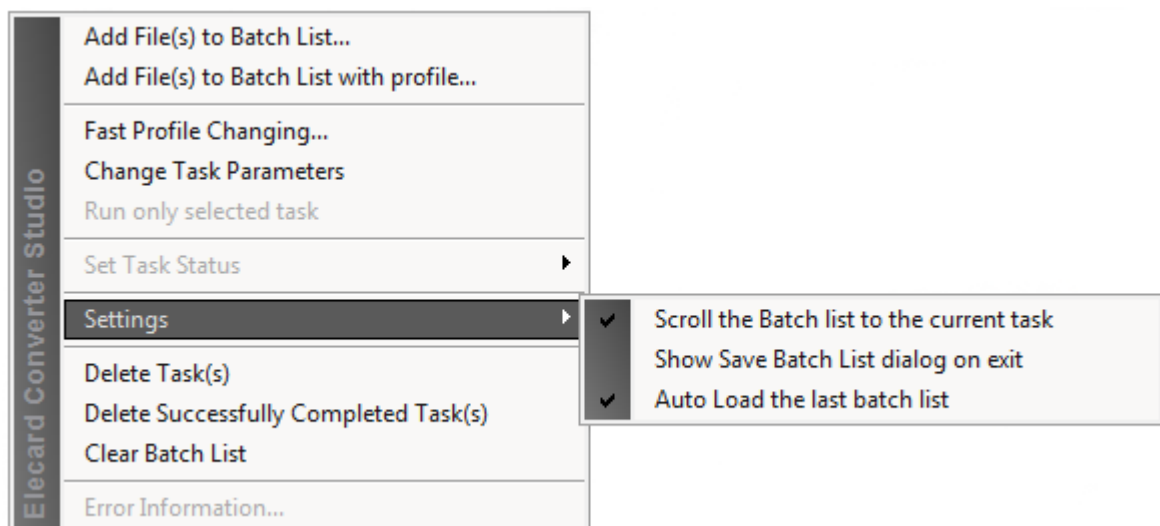 Elecard Converter Studio
Add File(s) to Batch List...
Add File(s) to Batch List with profile...
Fast Profile Changing...
Change Task Parameters
Run only selected task
Set Task Status
Settings
Scroll the Batch list to the current task
Show Save Batch List dialog on exit
Auto Load the last batch list
Delete Task(s)
Delete Successfully Completed Task(s)
Clear Batch List
Error Information...